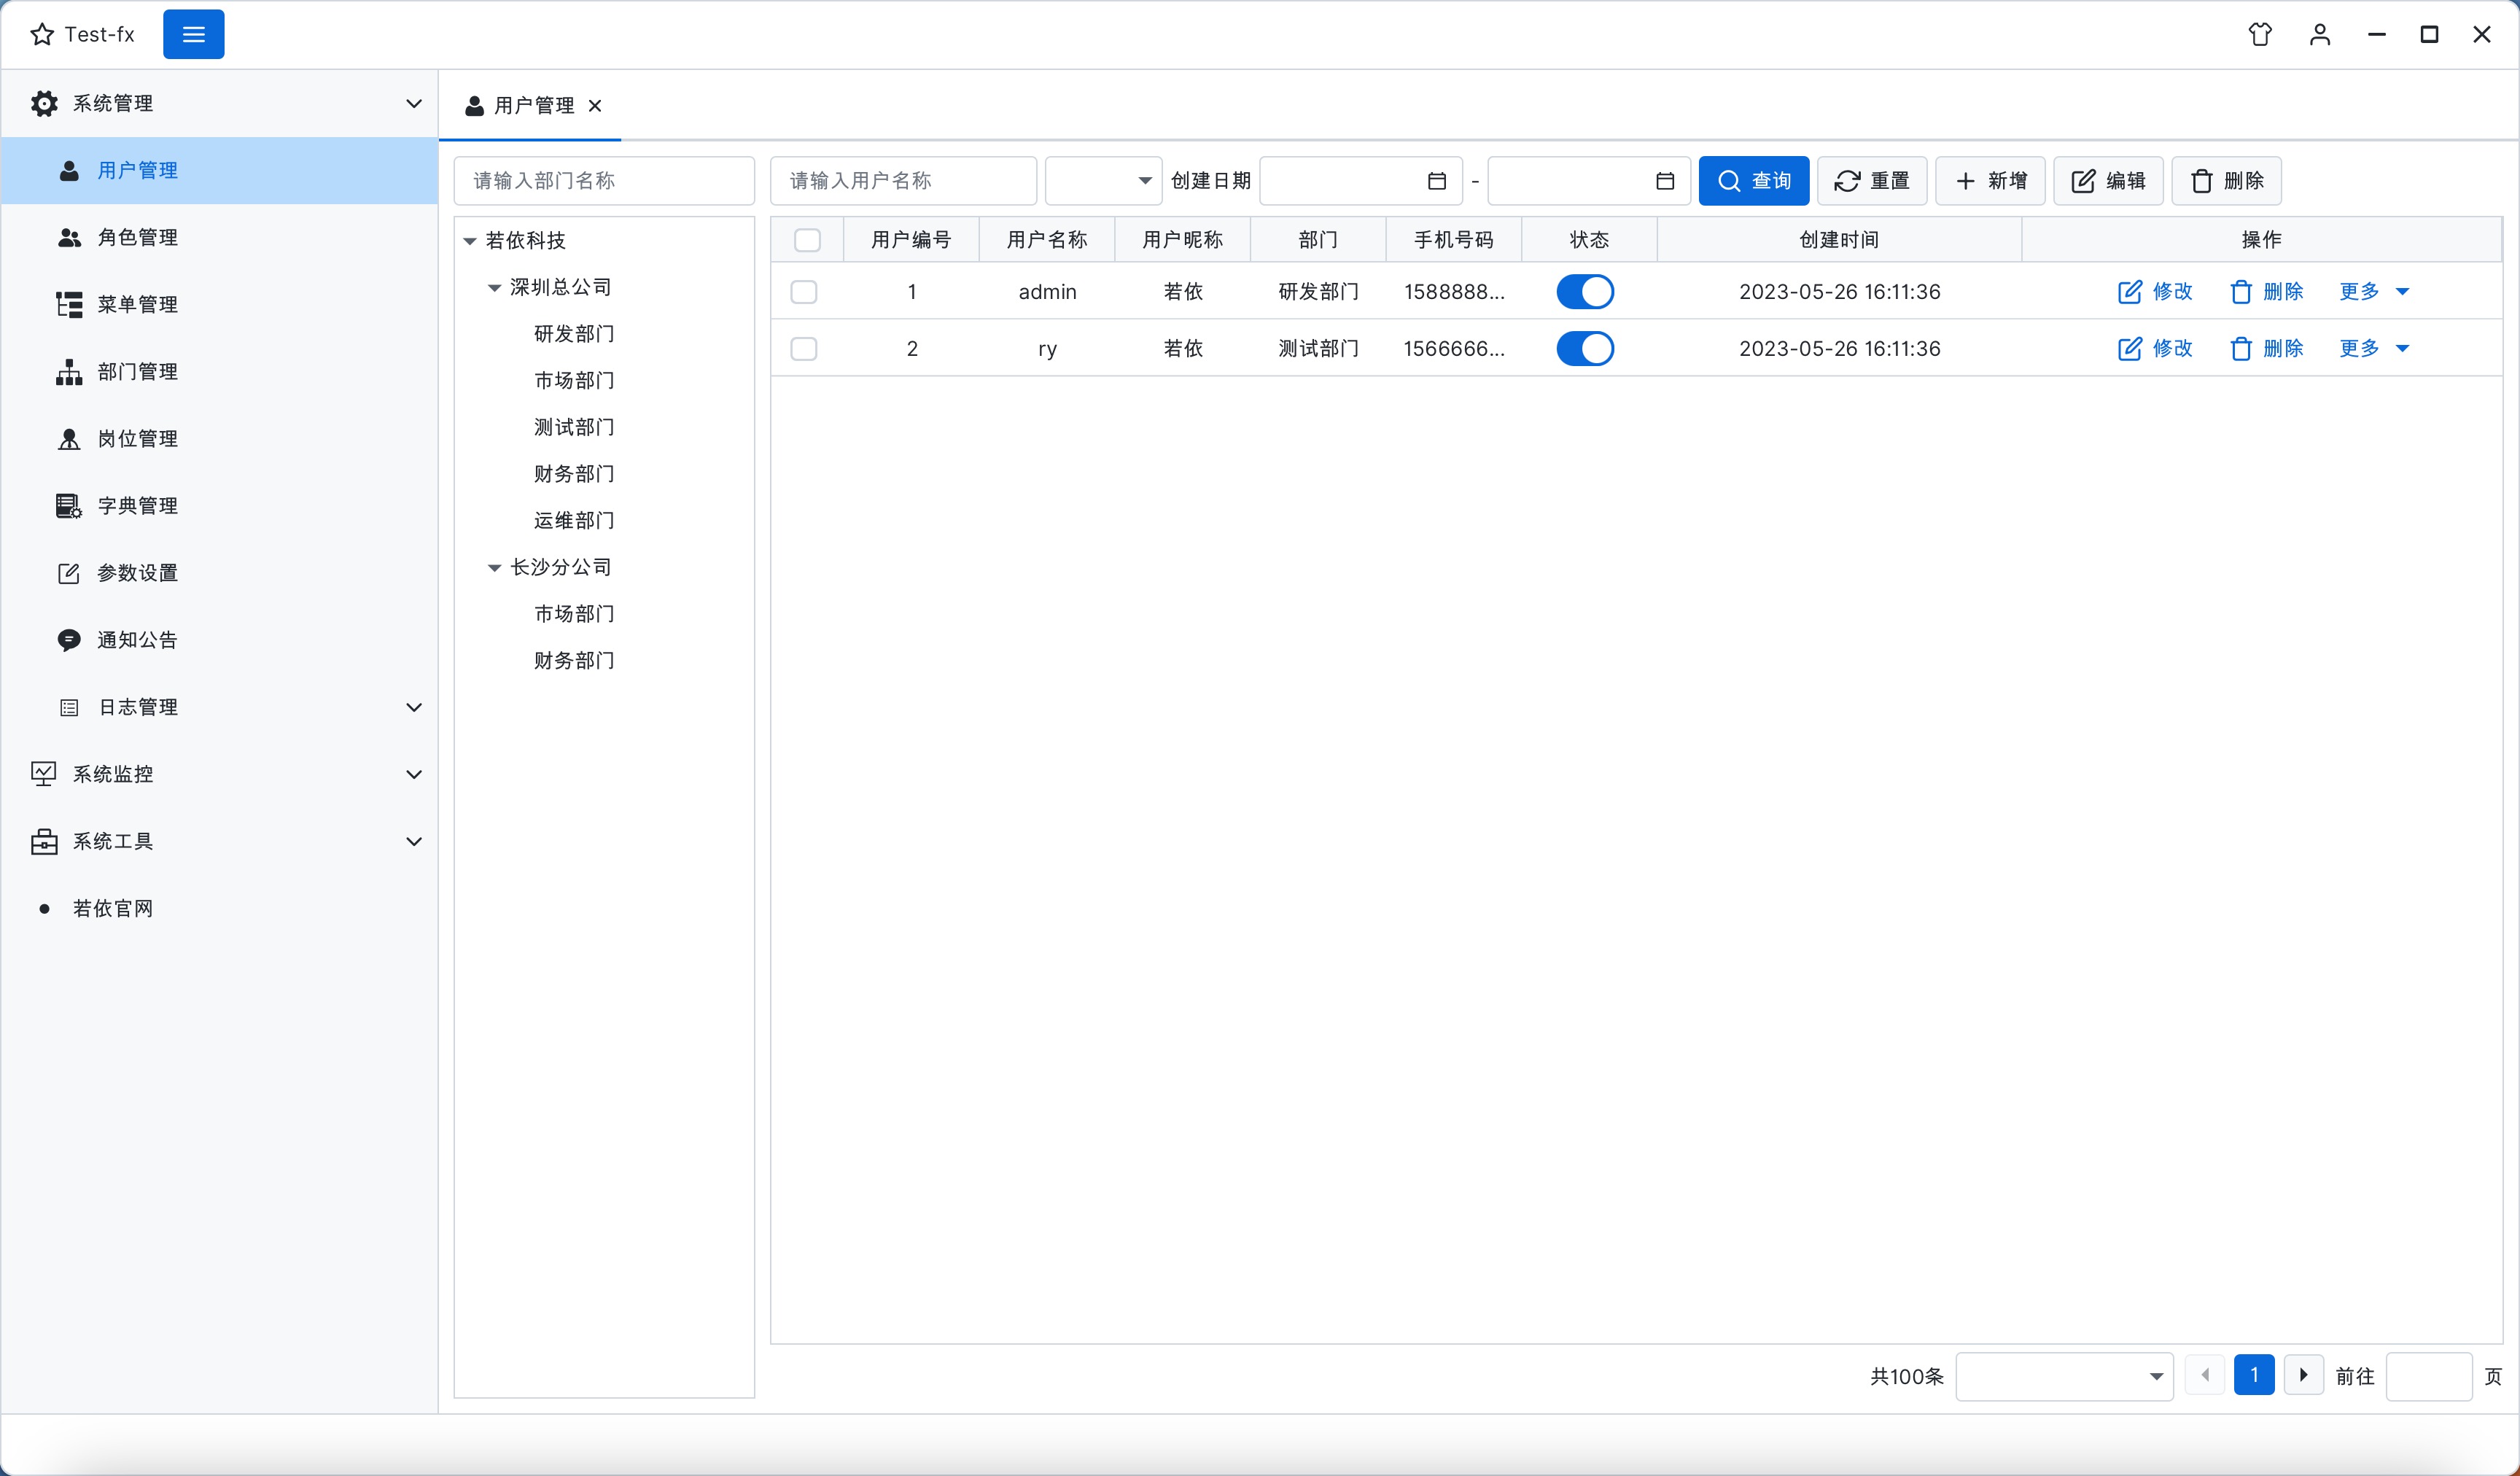 Test-fx
系统管理
用户管理
角色管理
菜单管理
部门管理
岗位管理
字典管理
参数设置
通知公告
日志管理
系统监控
系统工具
若依官网
用户管理
请输入部门名称
若依科技
深圳总公司
研发部门
市场部门
测试部门
财务部门
运维部门
长沙分公司
市场部门
财务部门
请输入用户名称 创建日期 - 查询 重置 新增 编辑 删除
用户编号 用户名称 用户昵称 部门 手机号码 状态 创建时间 操作
1 admin 若依 研发部门 1588888... 2023-05-26 16:11:36 修改 删除 更多
2 ry 若依 测试部门 1566666... 2023-05-26 16:11:36 修改 删除 更多
共100条 1 前往 页